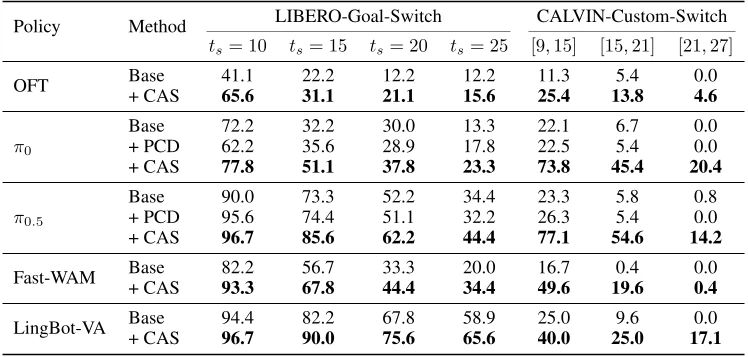 Policy Method LIBERO-Goal-Switch CALVIN-Custom-Switch
t_s = 10 t_s = 15 t_s = 20 t_s = 25 [9, 15] [15, 21] [21, 27]
OFT Base 41.1 22.2 12.2 12.2 11.3 5.4 0.0
+ CAS 65.6 31.1 21.1 15.6 25.4 13.8 4.6
π_0 Base 72.2 32.2 30.0 13.3 22.1 6.7 0.0
+ PCD 62.2 35.6 28.9 17.8 22.5 5.4 0.0
+ CAS 77.8 51.1 37.8 23.3 73.8 45.4 20.4
π_0.5 Base 90.0 73.3 52.2 34.4 23.3 5.8 0.8
+ PCD 95.6 74.4 51.1 32.2 26.3 5.4 0.0
+ CAS 96.7 85.6 62.2 44.4 77.1 54.6 14.2
Fast-WAM Base 82.2 56.7 33.3 20.0 16.7 0.4 0.0
+ CAS 93.3 67.8 44.4 34.4 49.6 19.6 0.4
LingBot-VA Base 94.4 82.2 67.8 58.9 25.0 9.6 0.0
+ CAS 96.7 90.0 75.6 65.6 40.0 25.0 17.1